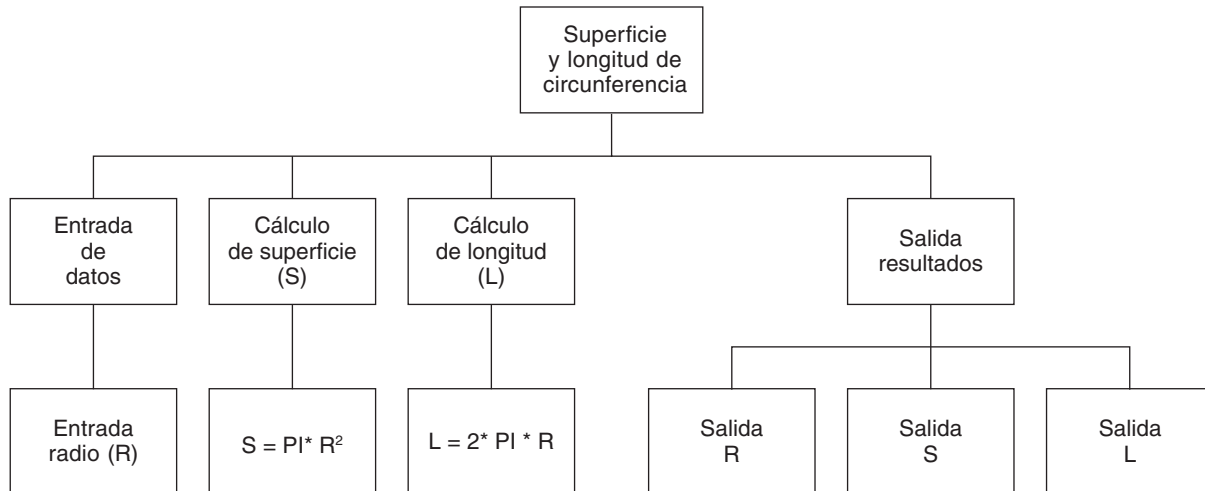 Superficie
y longitud de
circunferencia
Entrada
de
datos
Cálculo
de superficie
(S)
Cálculo
de longitud
(L)
Salida
resultados
Entrada
radio (R)
S = PI* R²
L = 2* PI * R
Salida
R
Salida
S
Salida
L